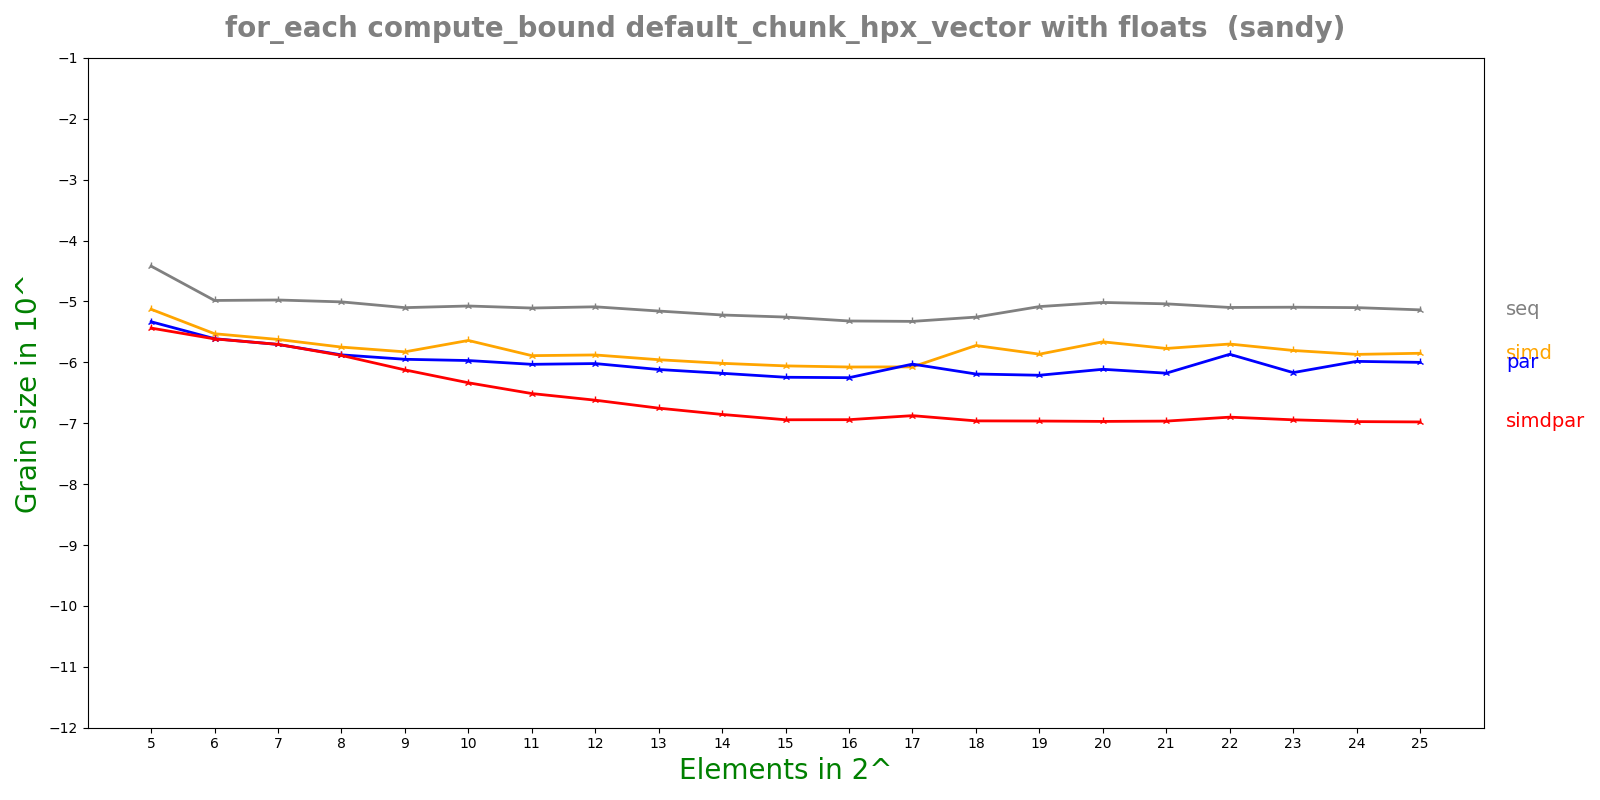 for_each compute_bound default_chunk_hpx_vector with floats  (sandy)
−1
−2
−3
−4
−5
−6
−7
−8
−9
−10
−11
−12
Grain size in 10^
seq
simd
par
simdpar
5 6 7 8 9 10 11 12 13 14 15 16 17 18 19 20 21 22 23 24 25
Elements in 2^